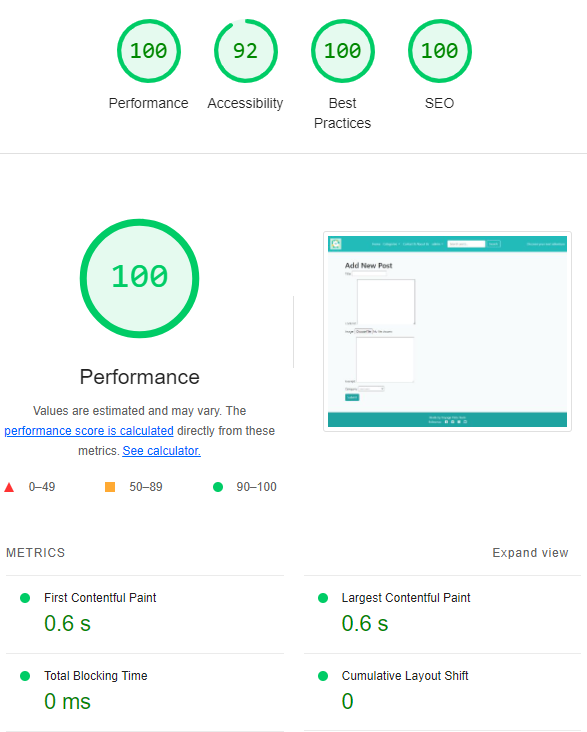 100 92 100 100
Performance Accessibility Best Practices SEO
Add New Post
100
Performance
Values are estimated and may vary. The
performance score is calculated directly from these
metrics. See calculator.
0–49 50–89 90–100
METRICS Expand view
First Contentful Paint
0.6 s
Largest Contentful Paint
0.6 s
Total Blocking Time
0 ms
Cumulative Layout Shift
0